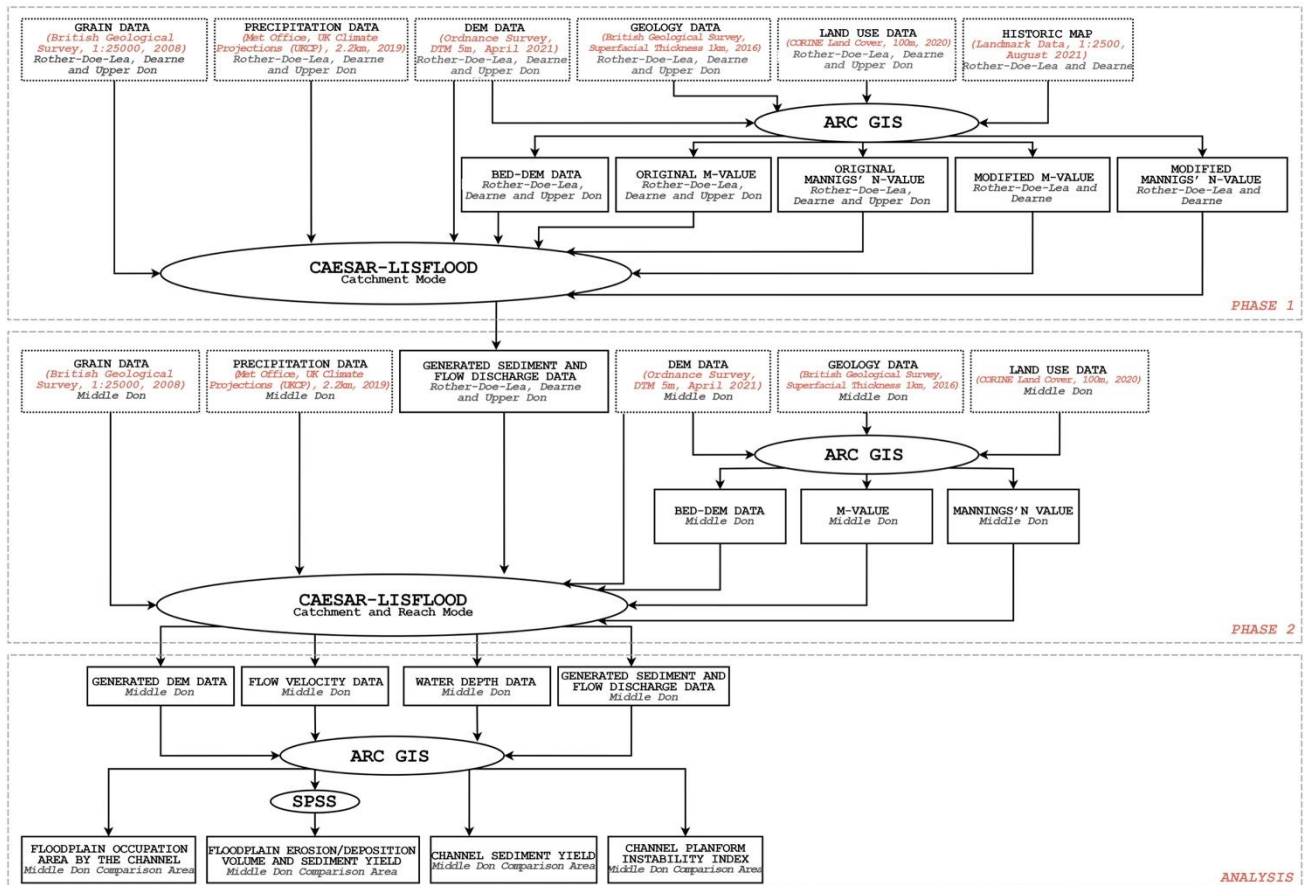 GRAIN DATA
(British Geological
Survey, 1:25000, 2008)
Rother-Doe-Lea, Dearne
and Upper Don
PRECIPITATION DATA
(Met Office, UK Climate
Projections (UKCP), 2.2km, 2019)
Rother-Doe-Lea, Dearne
and Upper Don
DEM DATA
(Ordnance Survey,
DTM 5m, April 2021)
Rother-Doe-Lea, Dearne
and Upper Don
GEOLOGY DATA
(British Geological Survey,
Superfacial Thickness 1km, 2016)
Rother-Doe-Lea, Dearne
and Upper Don
LAND USE DATA
(CORINE Land Cover, 100m, 2020)
Rother-Doe-Lea, Dearne
and Upper Don
HISTORIC MAP
(Landmark Data, 1:2500,
August 2021)
Rother-Doe-Lea and Dearne
ARC GIS
BED-DEM DATA
Rother-Doe-Lea,
Dearne and Upper Don
ORIGINAL M-VALUE
Rother-Doe-Lea,
Dearne and Upper Don
ORIGINAL
MANNIGS' N-VALUE
Rother-Doe-Lea,
Dearne and Upper Don
MODIFIED M-VALUE
Rother-Doe-Lea and
Dearne
MODIFIED
MANNIGS' N-VALUE
Rother-Doe-Lea and
Dearne
CAESAR-LISFLOOD
Catchment Mode
PHASE 1
GRAIN DATA
(British Geological
Survey, 1:25000, 2008)
Middle Don
PRECIPITATION DATA
(Met Office, UK Climate
Projections (UKCP), 2.2km, 2019)
Middle Don
GENERATED SEDIMENT AND
FLOW DISCHARGE DATA
Rother-Doe-Lea, Dearne
and Upper Don
DEM DATA
(Ordnance Survey,
DTM 5m, April 2021)
Middle Don
GEOLOGY DATA
(British Geological Survey,
Superfacial Thickness 1km, 2016)
Middle Don
LAND USE DATA
(CORINE Land Cover, 100m, 2020)
Middle Don
ARC GIS
BED-DEM DATA
Middle Don
M-VALUE
Middle Don
MANNINGS'N VALUE
Middle Don
CAESAR-LISFLOOD
Catchment and Reach Mode
PHASE 2
GENERATED DEM DATA
Middle Don
FLOW VELOCITY DATA
Middle Don
WATER DEPTH DATA
Middle Don
GENERATED SEDIMENT AND
FLOW DISCHARGE DATA
Middle Don
ARC GIS
SPSS
FLOODPLAIN OCCUPATION
AREA BY THE CHANNEL
Middle Don Comparison Area
FLOODPLAIN EROSION/DEPOSITION
VOLUME AND SEDIMENT YIELD
Middle Don Comparison Area
CHANNEL SEDIMENT YIELD
Middle Don Comparison Area
CHANNEL PLANFORM
INSTABILITY INDEX
Middle Don Comparison Area
ANALYSIS